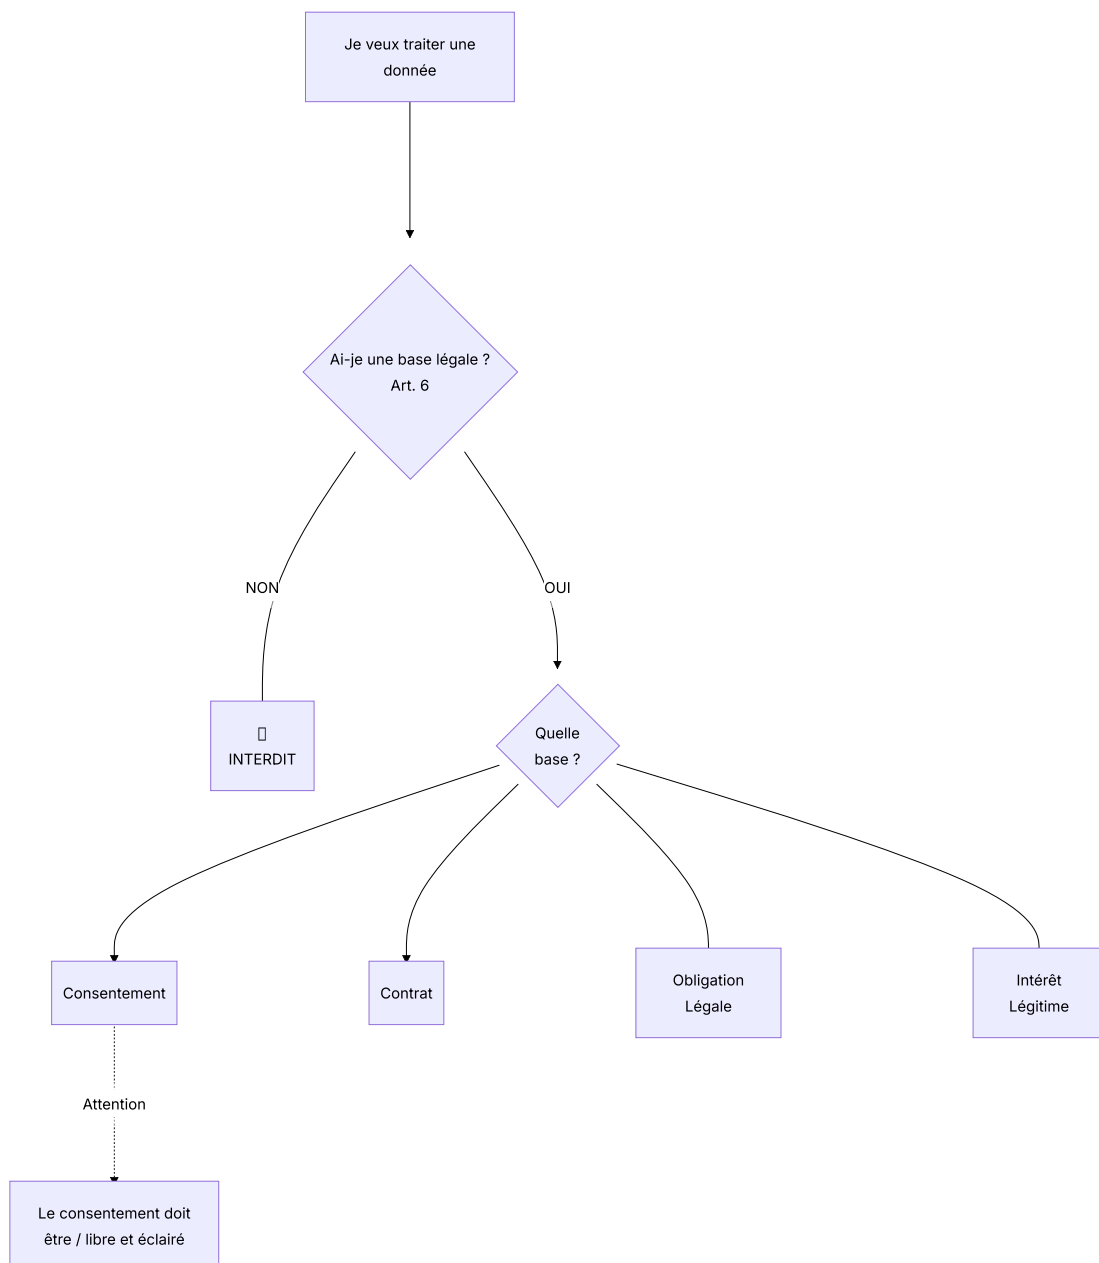 Je veux traiter une
donnée
Ai-je une base légale ?
Art. 6
NON
OUI
INTERDIT
Quelle
base ?
Consentement
Contrat
Obligation
Légale
Intérêt
Légitime
Attention
Le consentement doit
être / libre et éclairé